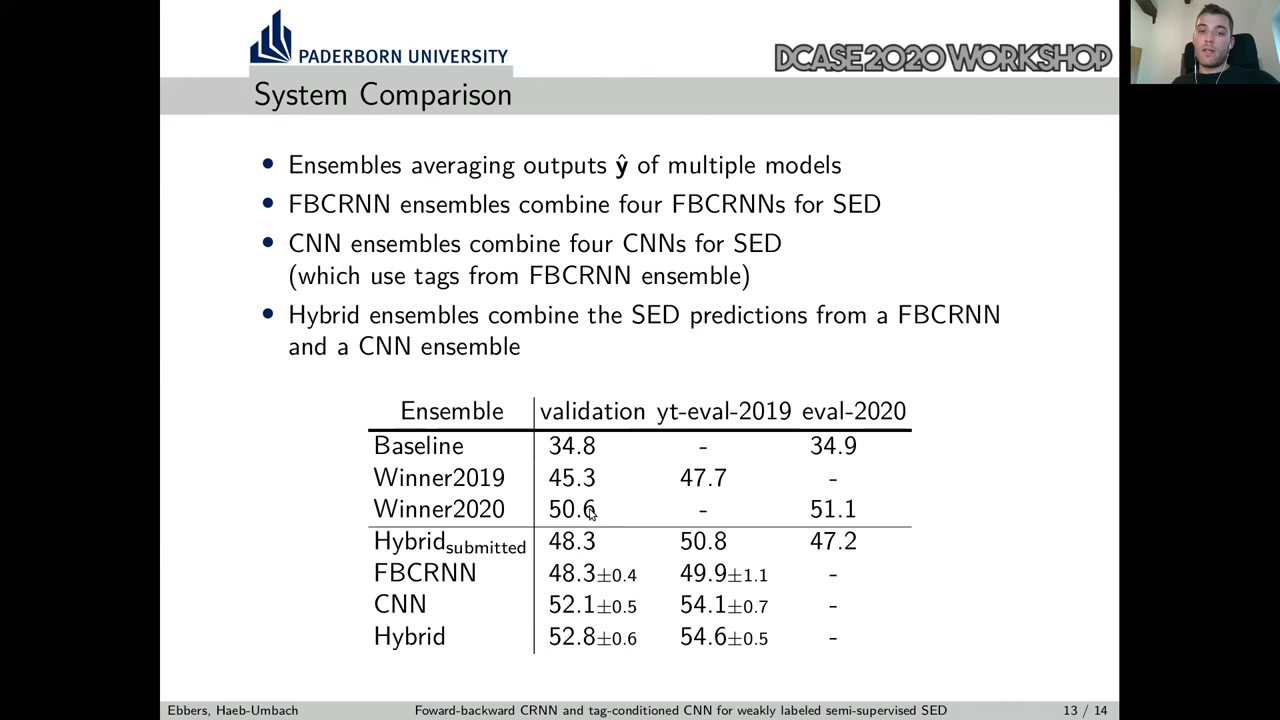 PADERBORN UNIVERSITY
DCASE2020 WORKSHOP
System Comparison
• Ensembles averaging outputs ŷ of multiple models
• FBCRNN ensembles combine four FBCRNNs for SED
• CNN ensembles combine four CNNs for SED
(which use tags from FBCRNN ensemble)
• Hybrid ensembles combine the SED predictions from a FBCRNN
and a CNN ensemble
Ensemble validation yt-eval-2019 eval-2020
Baseline 34.8 - 34.9
Winner2019 45.3 47.7 -
Winner2020 50.6 - 51.1
Hybrid_submitted 48.3 50.8 47.2
FBCRNN 48.3±0.4 49.9±1.1 -
CNN 52.1±0.5 54.1±0.7 -
Hybrid 52.8±0.6 54.6±0.5 -
Ebbers, Haeb-Umbach Foward-backward CRNN and tag-conditioned CNN for weakly labeled semi-supervised SED 13 / 14